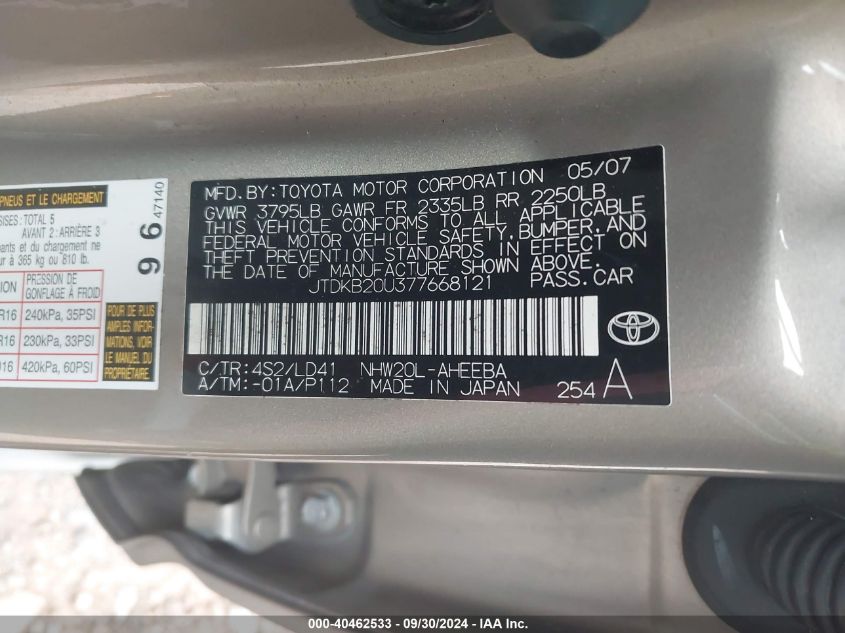 PNEUS ET LE CHARGEMENT
TOTAL 5
AVANT 2: ARRIÈRE 3
et du chargement ne
à 365 kg ou 810 lb.
PRESSION DE
GONFLAGE À FROID
R16 240kPa, 35PSI
R16 230kPa, 33PSI
420kPa, 60PSI
POUR PLUS
AMPLES INFOR-
MATIONS, VOIR
LE MANUEL DU
PROPRIÉTAIRE.
9 6
47140
MFD. BY: TOYOTA MOTOR CORPORATION 05/07
GVWR 3795LB GAWR FR 2335LB RR 2250LB
THIS VEHICLE CONFORMS TO ALL APPLICABLE
FEDERAL MOTOR VEHICLE SAFETY, BUMPER, AND
THEFT PREVENTION STANDARDS IN EFFECT ON
THE DATE OF MANUFACTURE SHOWN ABOVE.
JTDKB20U377668121 PASS. CAR
C/TR: 4S2/LD41 NHW20L-AHEEBA
A/TM: -01A/P112 MADE IN JAPAN 254 A
000-40462533 - 09/30/2024 - IAA Inc.